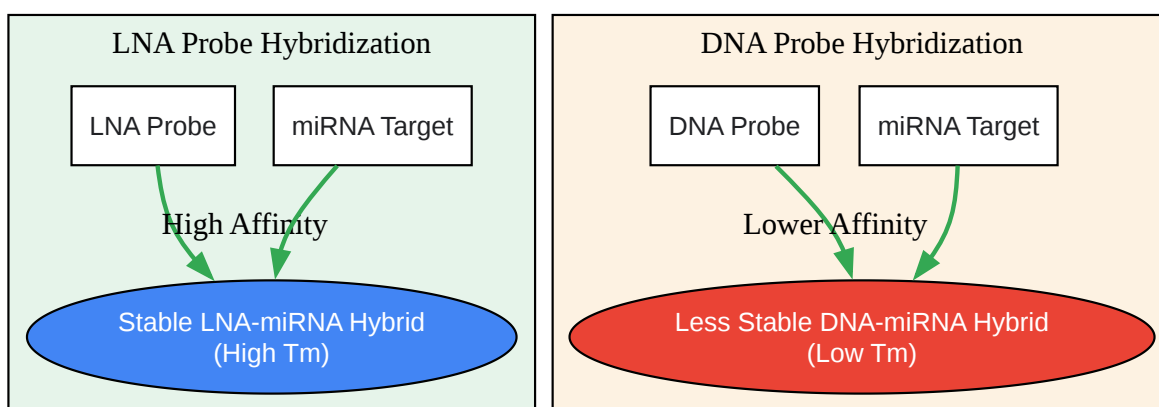 LNA Probe Hybridization
LNA Probe
miRNA Target
High Affinity
Stable LNA-miRNA Hybrid
(High Tm)
DNA Probe Hybridization
DNA Probe
miRNA Target
Lower Affinity
Less Stable DNA-miRNA Hybrid
(Low Tm)